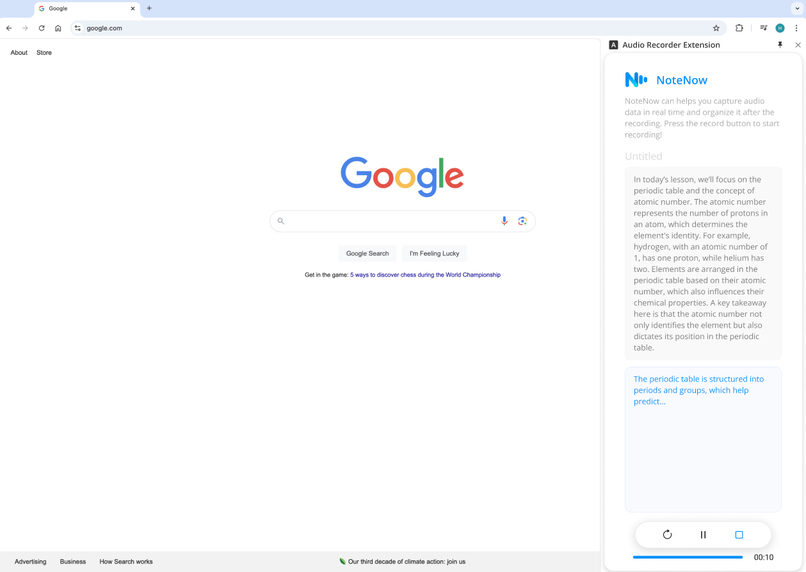 Google
google.com
About Store
Google
Google Search I'm Feeling Lucky
Get in the game: 5 ways to discover chess during the World Championship
Advertising Business How Search works
Our third decade of climate action: join us
A Audio Recorder Extension
NoteNow
NoteNow can helps you capture audio
data in real time and organize it after the
recording. Press the record button to start
recording!
Untitled
In today's lesson, we'll focus on the
periodic table and the concept of
atomic number. The atomic number
represents the number of protons in
an atom, which determines the
element's identity. For example,
hydrogen, with an atomic number of
1, has one proton, while helium has
two. Elements are arranged in the
periodic table based on their atomic
number, which also influences their
chemical properties. A key takeaway
here is that the atomic number not
only identifies the element but also
dictates its position in the periodic
table.
The periodic table is structured into
periods and groups, which help
predict...
00:10